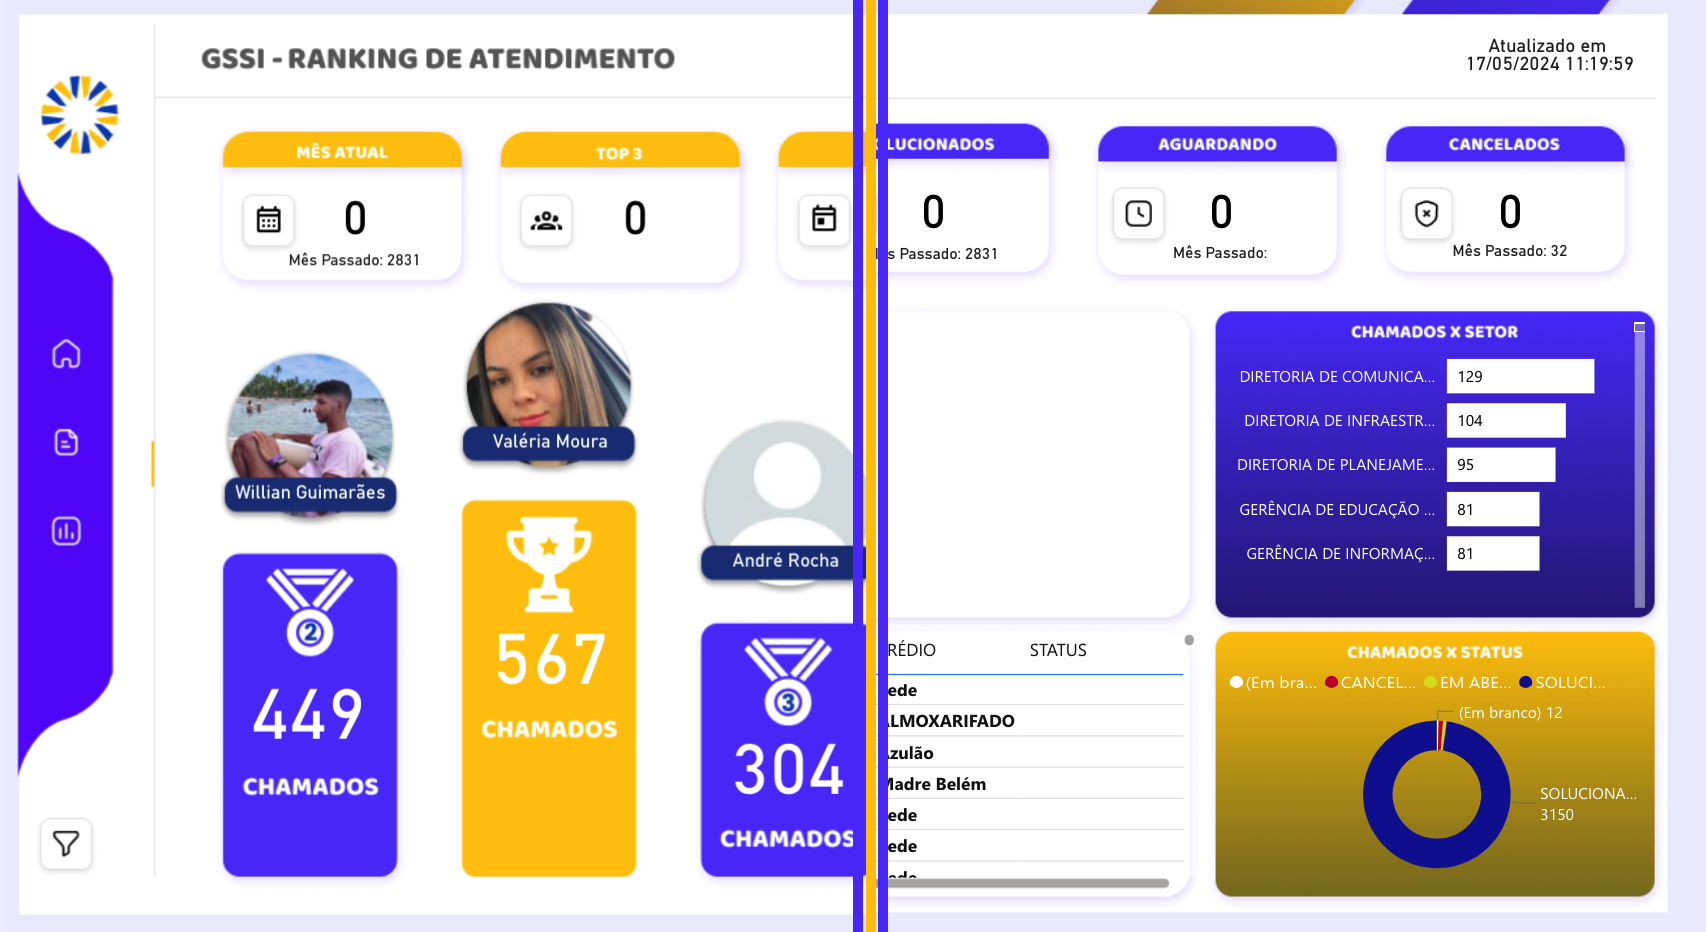 GSSI - RANKING DE ATENDIMENTO
Atualizado em
17/05/2024 11:19:59
MÊS ATUAL
0
Mês Passado: 2831
TOP 3
0
LUCIONADOS
0
s Passado: 2831
AGUARDANDO
0
Mês Passado:
CANCELADOS
0
Mês Passado: 32
Willian Guimarães
2
449
CHAMADOS
Valéria Moura
567
CHAMADOS
André Rocha
3
304
CHAMADOS
RÉDIO STATUS
ede
LMOXARIFADO
zulão
Madre Belém
ede
ede
ede
CHAMADOS X SETOR
DIRETORIA DE COMUNICA... 129
DIRETORIA DE INFRAESTR... 104
DIRETORIA DE PLANEJAME... 95
GERÊNCIA DE EDUCAÇÃO ... 81
GERÊNCIA DE INFORMAÇ... 81
CHAMADOS X STATUS
(Em bra... CANCEL... EM ABE... SOLUCI...
(Em branco) 12
SOLUCIONA...
3150